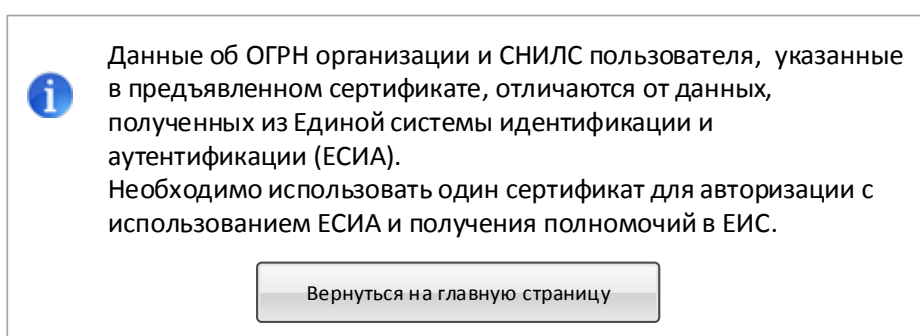 Данные об ОГРН организации и СНИЛС пользователя, указанные
в предъявленном сертификате, отличаются от данных,
полученных из Единой системы идентификации и
аутентификации (ЕСИА).
Необходимо использовать один сертификат для авторизации с
использованием ЕСИА и получения полномочий в ЕИС.
Вернуться на главную страницу